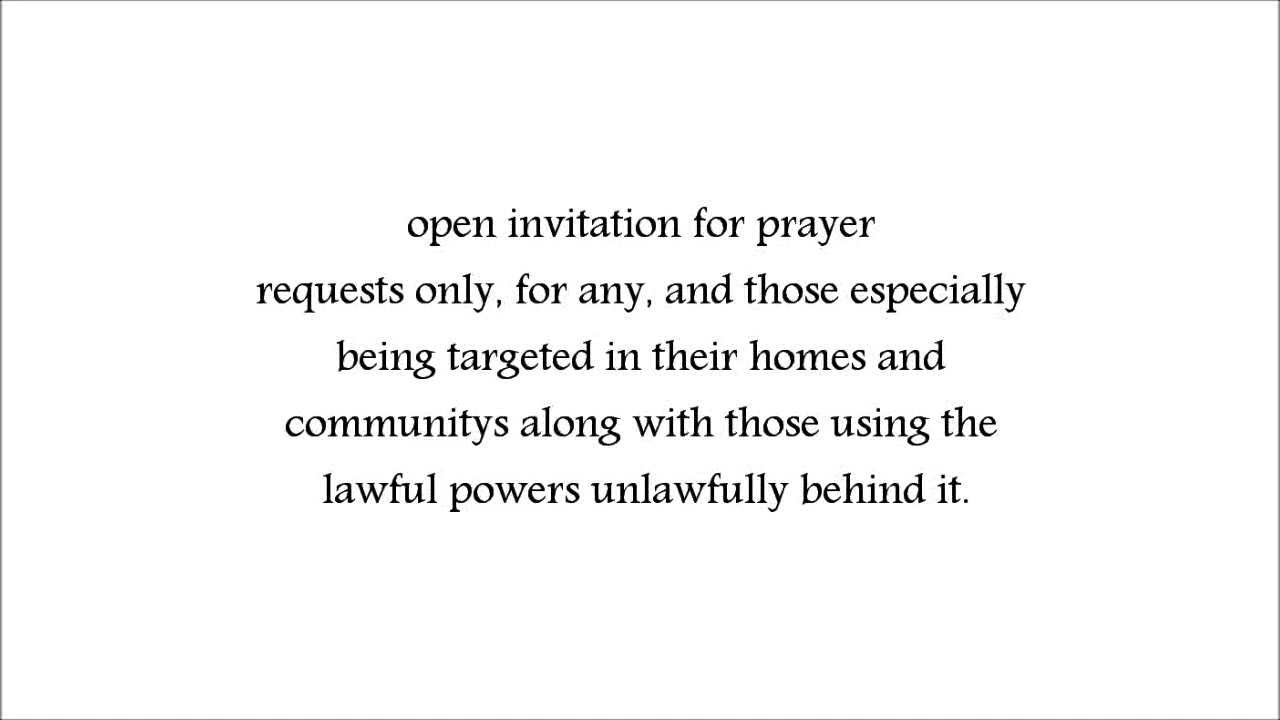 open invitation for prayer
requests only, for any, and those especially
being targeted in their homes and
communitys along with those using the
lawful powers unlawfully behind it.